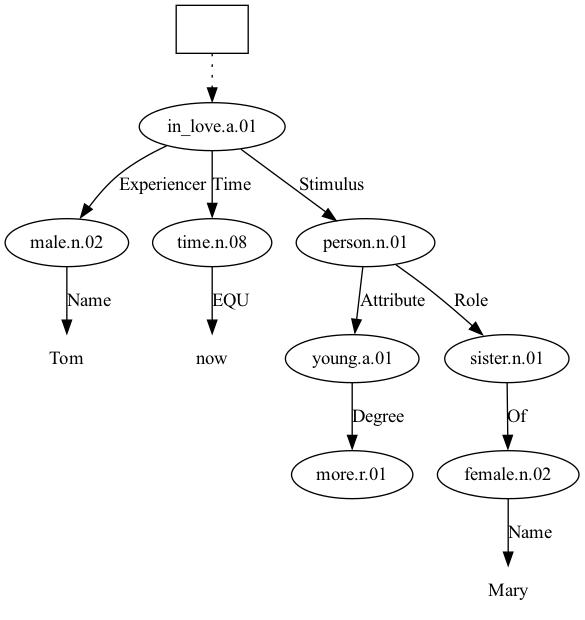 in_love.a.01
Experiencer Time Stimulus
male.n.02 time.n.08 person.n.01
Name EQU Attribute Role
Tom now young.a.01 sister.n.01
Degree Of
more.r.01 female.n.02
Name
Mary